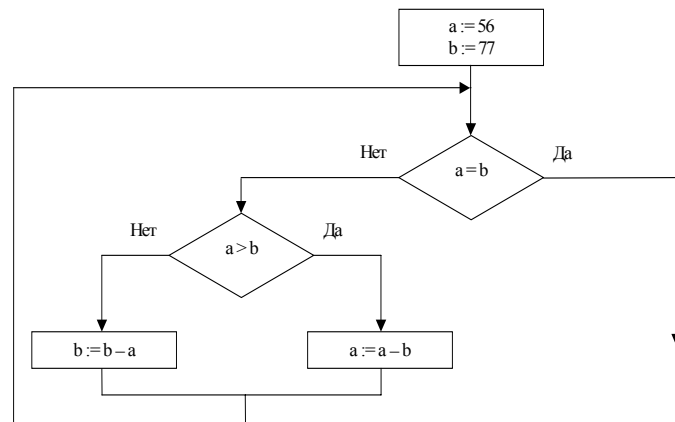 a := 56
b := 77
Нет
Да
a = b
Нет
Да
a > b
b := b – a
a := a – b